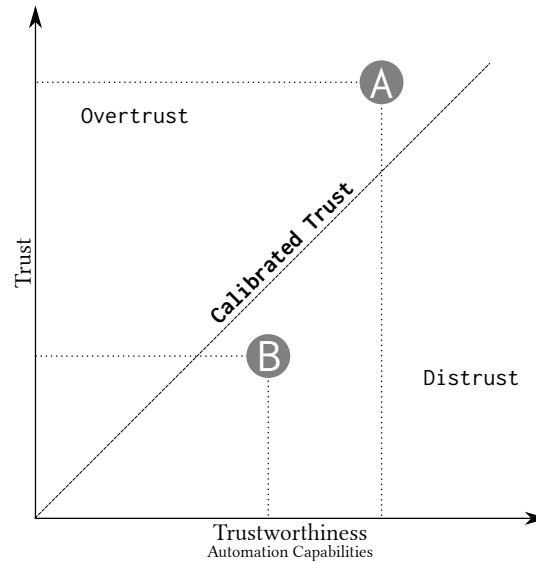 A
Overtrust
Calibrated Trust
Trust
B
Distrust
Trustworthiness
Automation Capabilities